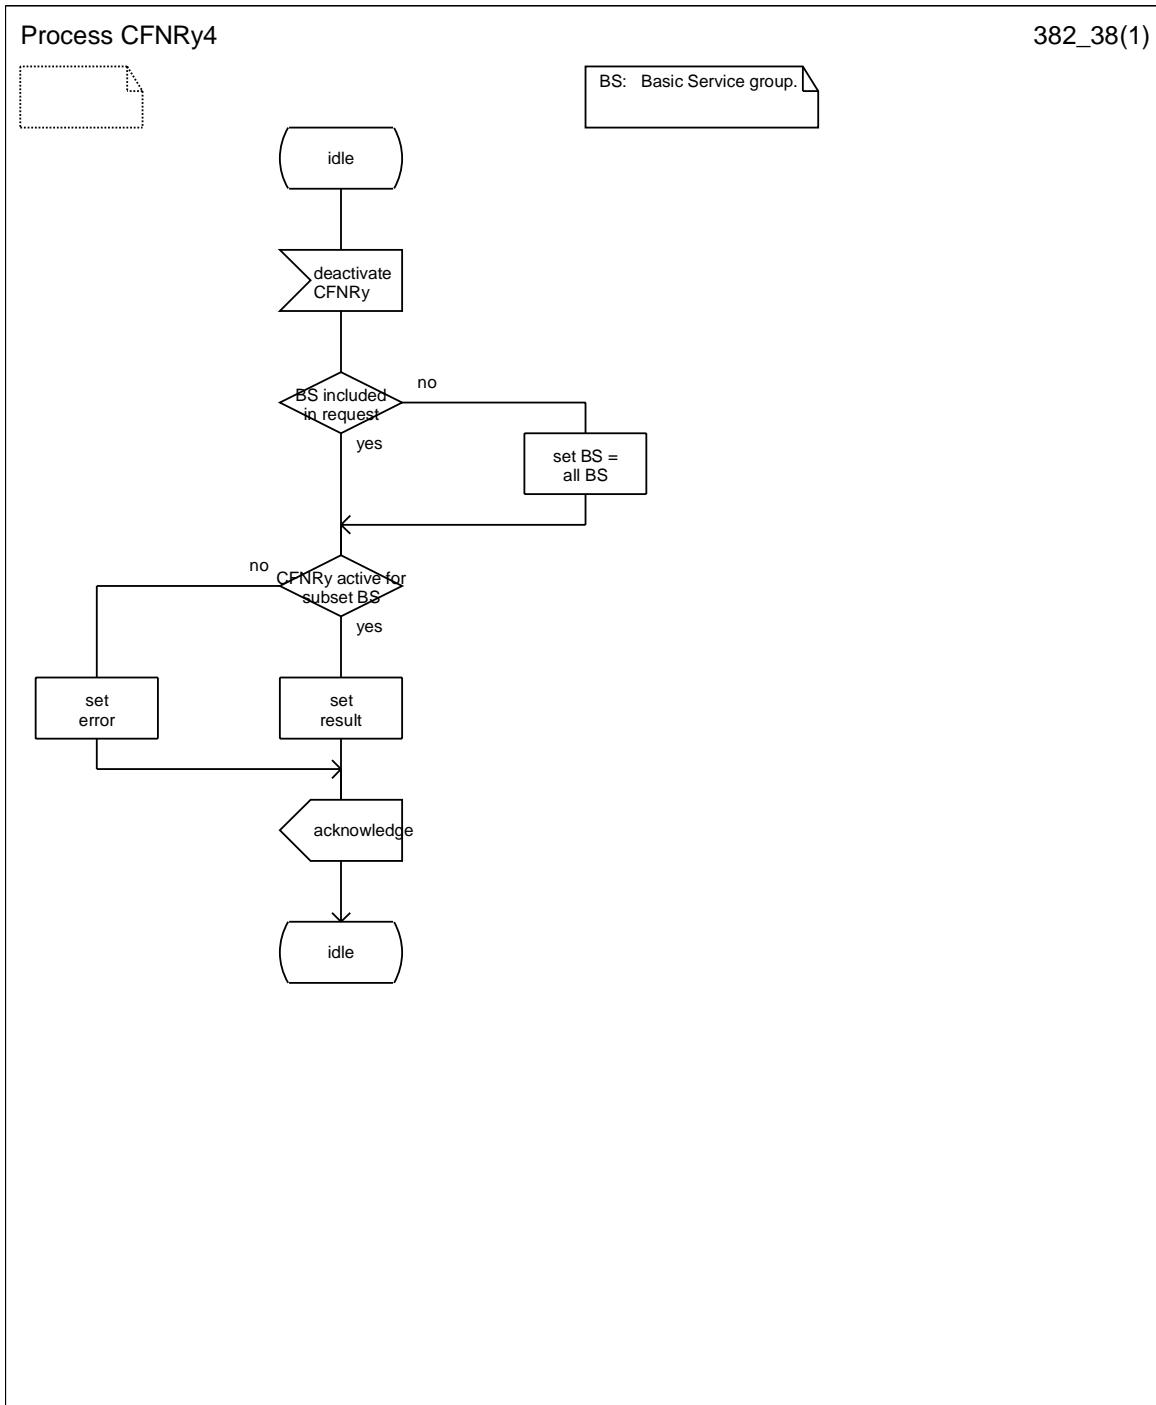 Process CFNRy4
382_38(1)
BS: Basic Service group.
idle
deactivate
CFNRy
BS included
in request
no
yes
set BS =
all BS
no
CFNRy active for
subset BS
yes
set
error
set
result
acknowledge
idle